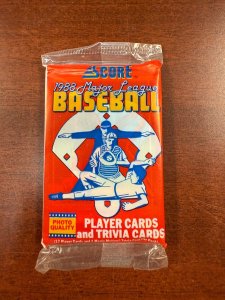 SCORE
1988 Major League
BASEBALL
PHOTO
QUALITY
PLAYER CARDS
and TRIVIA CARDS